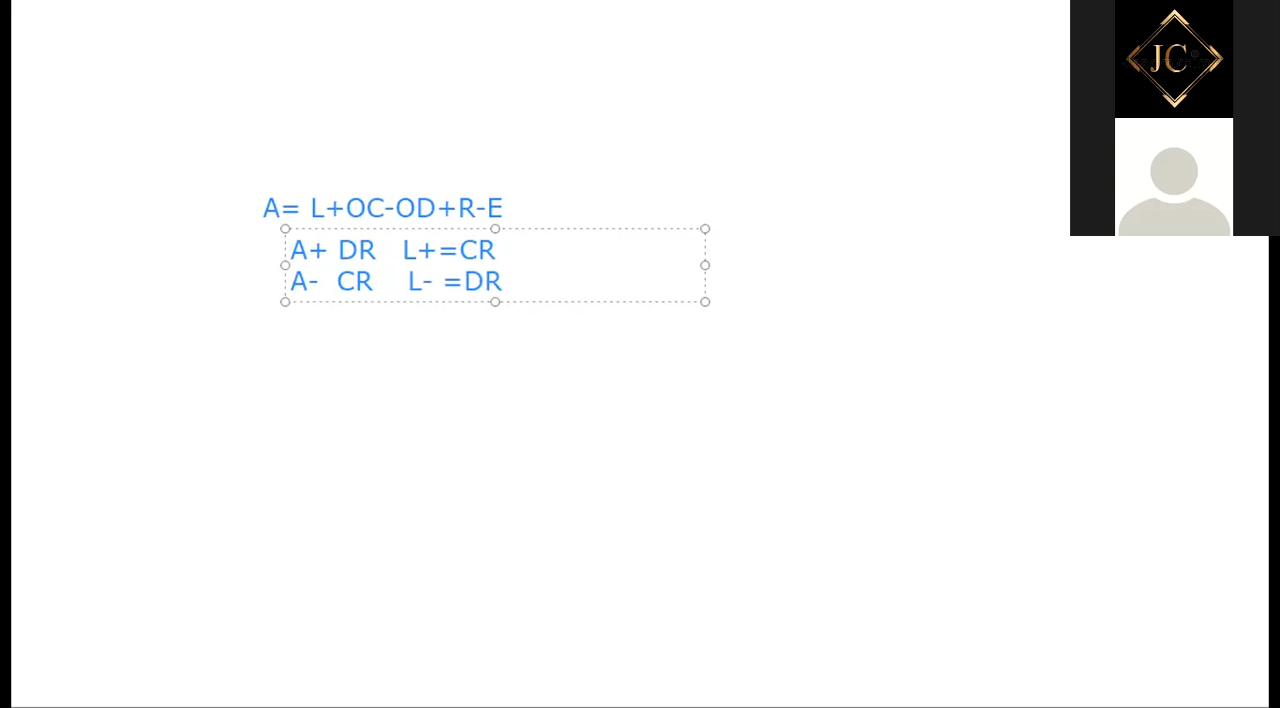 A= L+OC-OD+R-E
A+ DR L+=CR
A- CR L- =DR
JC